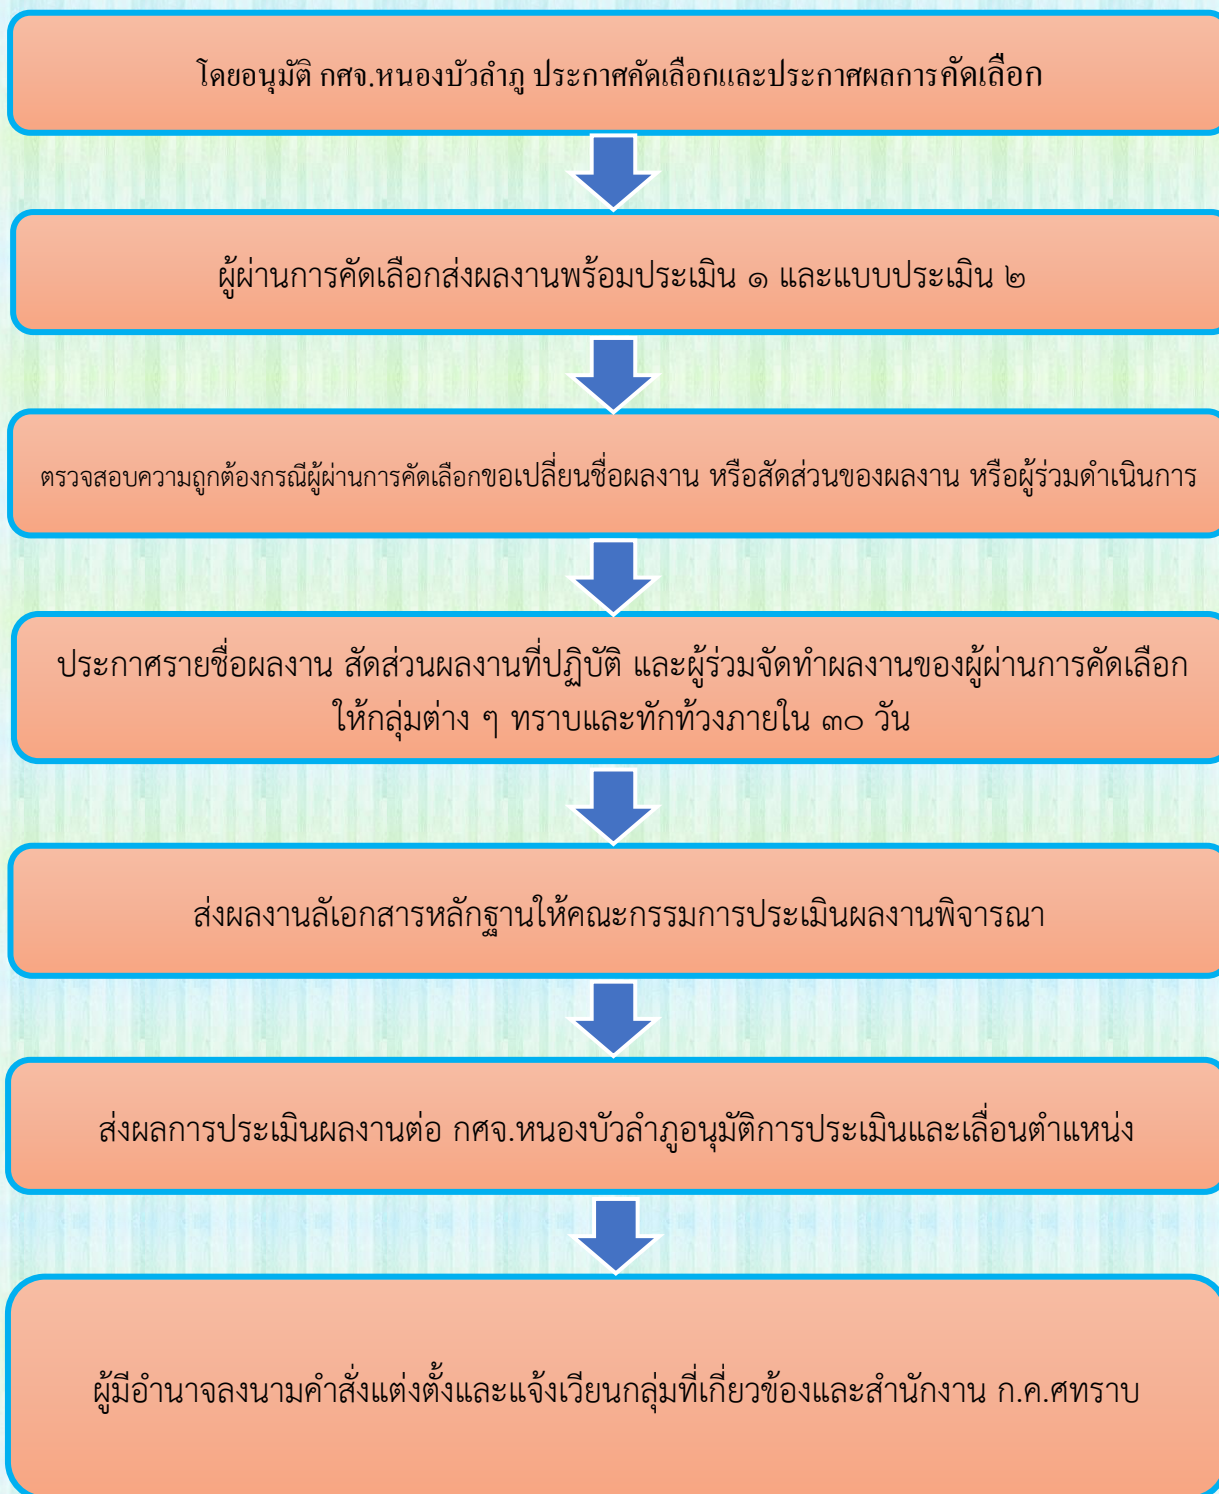 โดยอนุมัติ กศจ.หนองบัวลำภู ประกาศคัดเลือกและประกาศผลการคัดเลือก
ผู้ผ่านการคัดเลือกส่งผลงานพร้อมประเมิน ๑ และแบบประเมิน ๒
ตรวจสอบความถูกต้องกรณีผู้ผ่านการคัดเลือกขอเปลี่ยนชื่อผลงาน หรือสัดส่วนของผลงาน หรือผู้ร่วมดำเนินการ
ประกาศรายชื่อผลงาน สัดส่วนผลงานที่ปฏิบัติ และผู้ร่วมจัดทำผลงานของผู้ผ่านการคัดเลือก
ให้กลุ่มต่าง ๆ ทราบและทักท้วงภายใน ๓๐ วัน
ส่งผลงานลัเอกสารหลักฐานให้คณะกรรมการประเมินผลงานพิจารณา
ส่งผลการประเมินผลงานต่อ กศจ.หนองบัวลำภูอนุมัติการประเมินและเลื่อนตำแหน่ง
ผู้มีอำนาจลงนามคำสั่งแต่งตั้งและแจ้งเวียนกลุ่มที่เกี่ยวข้องและสำนักงาน ก.ค.ศทราบ